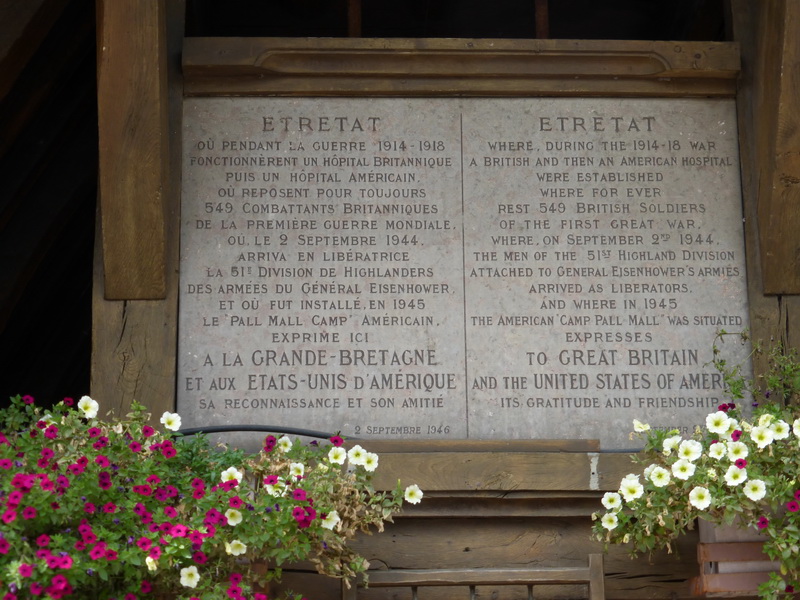 ETRETAT
OÙ PENDANT LA GUERRE 1914-1918
FONCTIONNÈRENT UN HÔPITAL BRITANNIQUE
PUIS UN HÔPITAL AMÉRICAIN.
OÙ REPOSENT POUR TOUJOURS
549 COMBATTANTS BRITANNIQUES
DE LA PREMIÈRE GUERRE MONDIALE,
OÙ, LE 2 SEPTEMBRE 1944,
ARRIVA EN LIBÉRATRICE
LA 51E DIVISION DE HIGHLANDERS
DES ARMÉES DU GÉNÉRAL EISENHOWER,
ET OÙ FUT INSTALLÉ, EN 1945
LE "PALL MALL CAMP" AMÉRICAIN,
EXPRIME ICI
A LA GRANDE-BRETAGNE
ET AUX ETATS-UNIS D'AMÉRIQUE
SA RECONNAISSANCE ET SON AMITIÉ
2 SEPTEMBRE 1946
ETRETAT
WHERE, DURING THE 1914-18 WAR
A BRITISH AND THEN AN AMERICAN HOSPITAL
WERE ESTABLISHED
WHERE FOR EVER
REST 549 BRITISH SOLDIERS
OF THE FIRST GREAT WAR,
WHERE, ON SEPTEMBER 2ND 1944,
THE MEN OF THE 51ST HIGHLAND DIVISION
ATTACHED TO GENERAL EISENHOWER'S ARMIES
ARRIVED AS LIBERATORS,
AND WHERE IN 1945
THE AMERICAN "CAMP PALL MALL" WAS SITUATED
EXPRESSES
TO GREAT BRITAIN
AND THE UNITED STATES OF AMERI
ITS GRATITUDE AND FRIENDSHIP